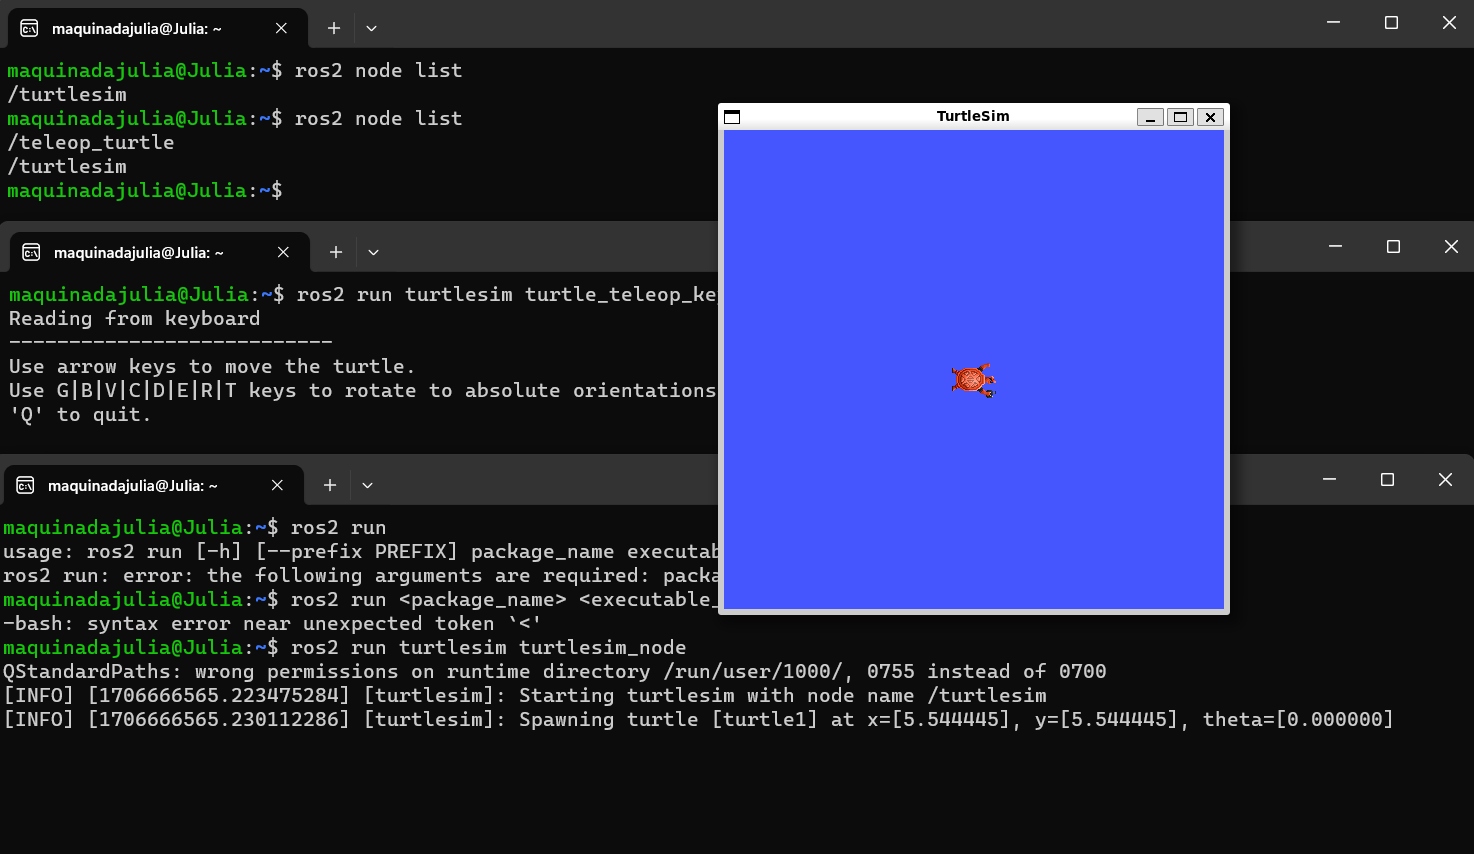 maquinadajulia@Julia: ~
maquinadajulia@Julia:~$ ros2 node list
/turtlesim
maquinadajulia@Julia:~$ ros2 node list
/teleop_turtle
/turtlesim
maquinadajulia@Julia:~$
TurtleSim
maquinadajulia@Julia: ~
maquinadajulia@Julia:~$ ros2 run turtlesim turtle_teleop_ke
Reading from keyboard
---------------------------
Use arrow keys to move the turtle.
Use G|B|V|C|D|E|R|T keys to rotate to absolute orientations
'Q' to quit.
maquinadajulia@Julia: ~
maquinadajulia@Julia:~$ ros2 run
usage: ros2 run [-h] [--prefix PREFIX] package_name executab
ros2 run: error: the following arguments are required: packa
maquinadajulia@Julia:~$ ros2 run <package_name> <executable_
-bash: syntax error near unexpected token `<'
maquinadajulia@Julia:~$ ros2 run turtlesim turtlesim_node
QStandardPaths: wrong permissions on runtime directory /run/user/1000/, 0755 instead of 0700
[INFO] [1706666565.223475284] [turtlesim]: Starting turtlesim with node name /turtlesim
[INFO] [1706666565.230112286] [turtlesim]: Spawning turtle [turtle1] at x=[5.544445], y=[5.544445], theta=[0.000000]